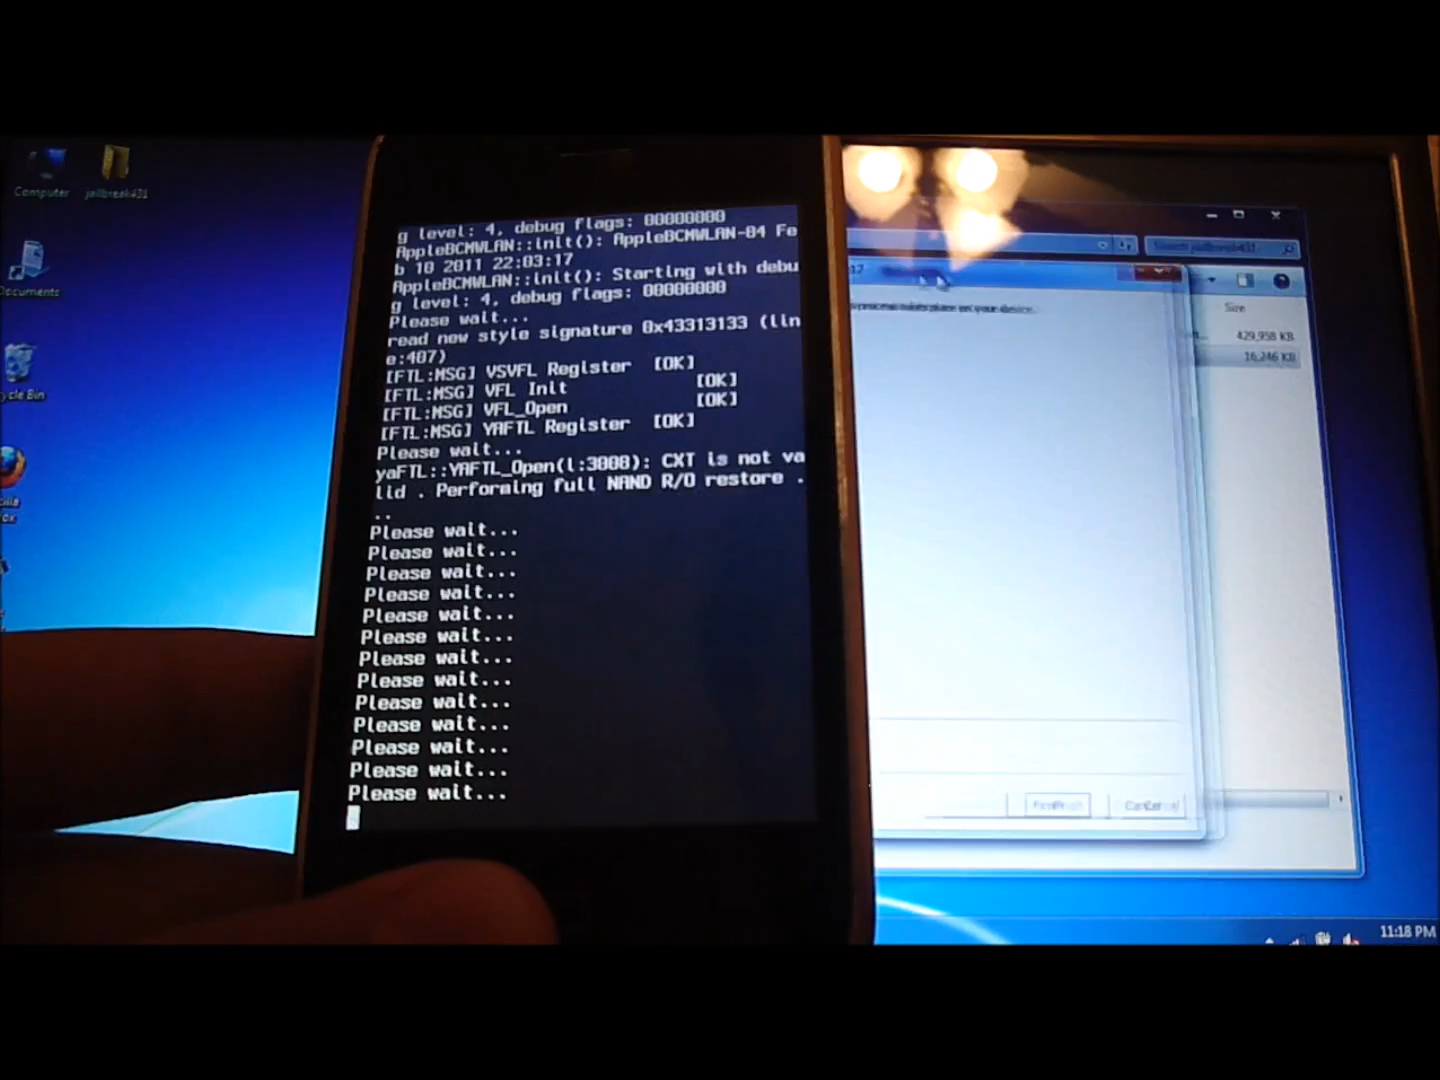 Computer
jailbreak431
Documents
ycle Bin
g level: 4, debug flags: 00000000
AppleBCMWLAN::init(): AppleBCMWLAN-84 Fe
b 10 2011 22:03:17
AppleBCMWLAN::init(): Starting with debu
g level: 4, debug flags: 00000000
Please wait...
read new style signature 0x43313133 (lin
e:407)
[FTL:MSG] VSVFL Register [OK]
[FTL:MSG] VFL Init [OK]
[FTL:MSG] VFL_Open [OK]
[FTL:MSG] YAFTL Register [OK]
Please wait...
yaFTL::YAFTL_Open(l:3008): CXT is not va
lid . Performing full NAND R/O restore .
..
Please wait...
Please wait...
Please wait...
Please wait...
Please wait...
Please wait...
Please wait...
Please wait...
Please wait...
Please wait...
Please wait...
Please wait...
Please wait...
Search jailbreak431
Size
429,958 KB
16,246 KB
Cancel
11:18 PM